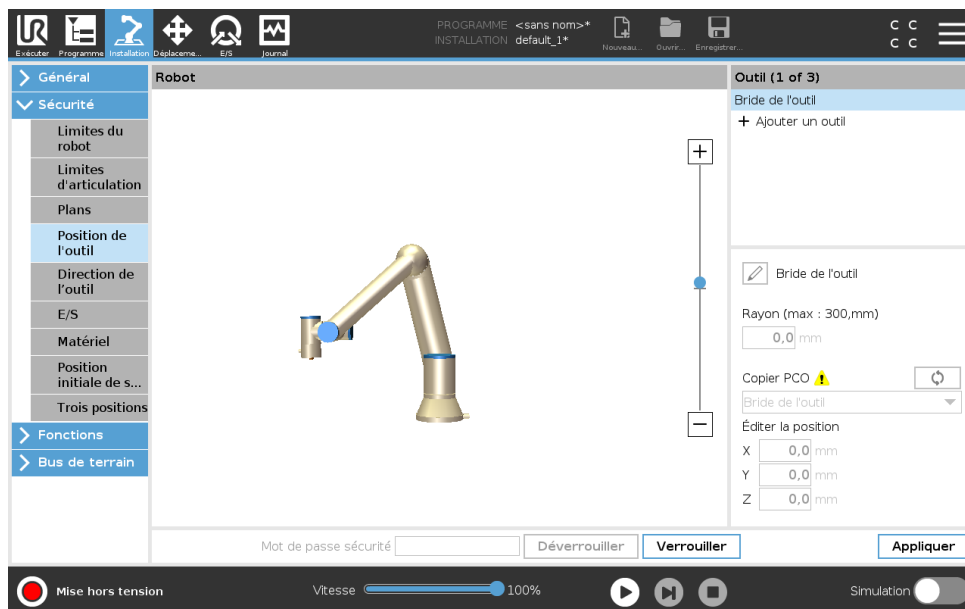 PROGRAMME <sans nom>*
INSTALLATION default_1*
Exécuter Programme Installation Déplaceme... E/S Journal
Nouveau... Ouvrir... Enregistrer...
C C
C C
Général
Sécurité
Limites du
robot
Limites
d'articulation
Plans
Position de
l'outil
Direction de
l’outil
E/S
Matériel
Position
initiale de s...
Trois positions
Fonctions
Bus de terrain
Robot
Outil (1 of 3)
Bride de l'outil
+ Ajouter un outil
Bride de l'outil
Rayon (max : 300,mm)
0,0 mm
Copier PCO
Bride de l'outil
Éditer la position
X 0,0 mm
Y 0,0 mm
Z 0,0 mm
Mot de passe sécurité Déverrouiller Verrouiller Appliquer
Mise hors tension Vitesse 100% Simulation